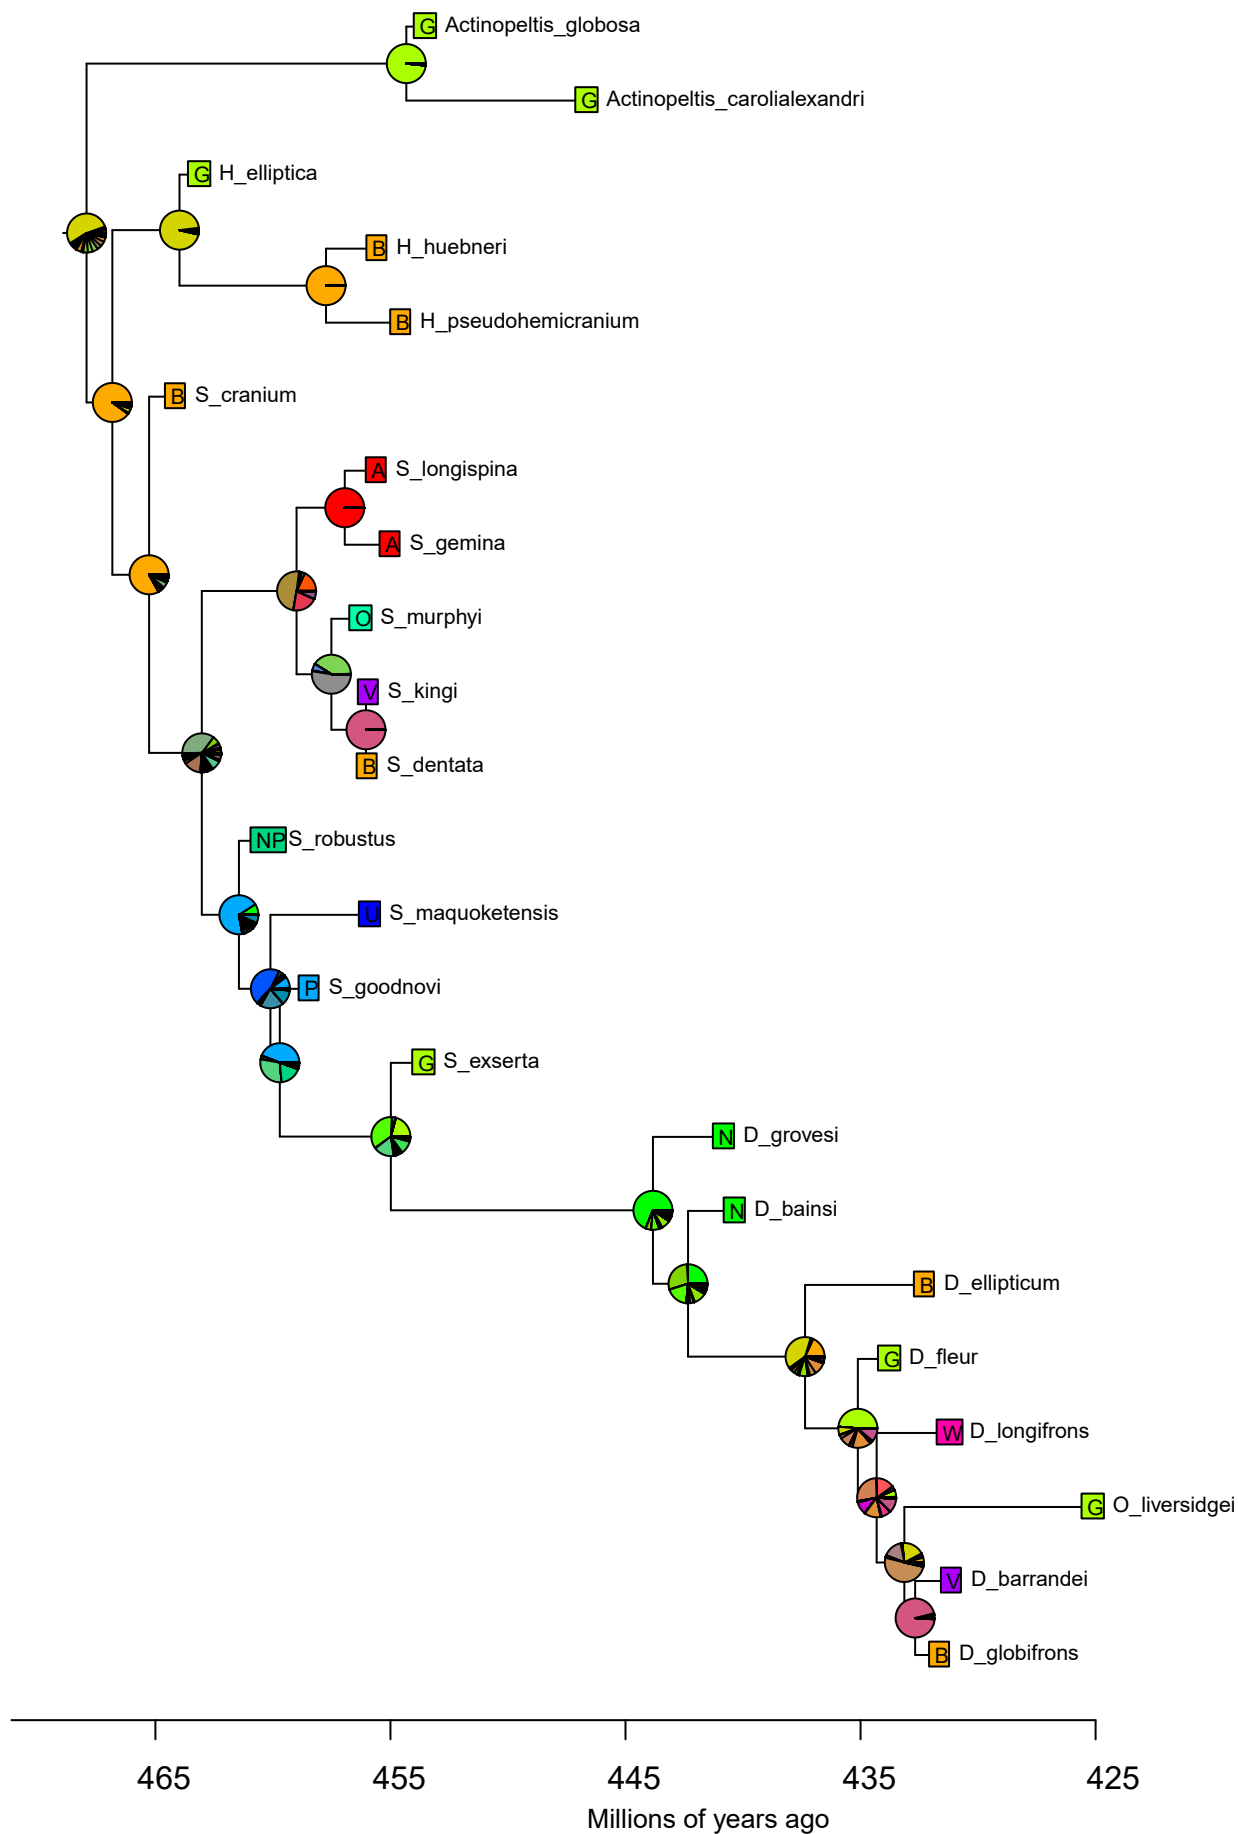 G Actinopeltis_globosa
G Actinopeltis_carolialexandri
G H_elliptica
B H_huebneri
B H_pseudohemicranium
B S_cranium
A S_longispina
A S_gemina
O S_murphyi
V S_kingi
B S_dentata
NP S_robustus
U S_maquoketensis
P S_goodnovi
G S_exserta
N D_grovesi
N D_bainsi
B D_ellipticum
G D_fleur
W D_longifrons
G O_liversidgei
V D_barrandei
B D_globifrons
465 455 445 435 425
Millions of years ago